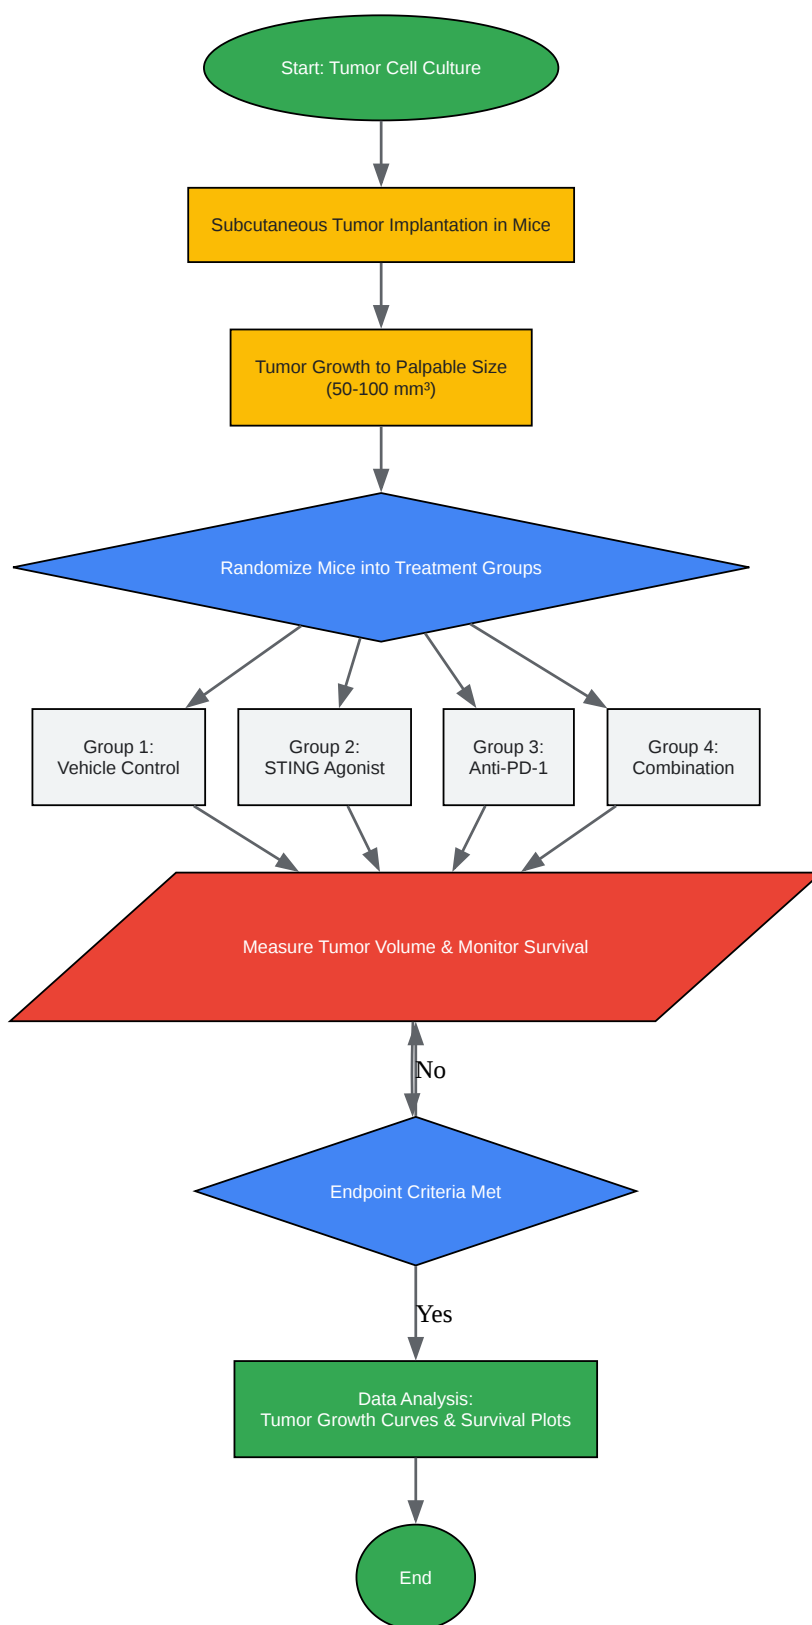 Start: Tumor Cell Culture
Subcutaneous Tumor Implantation in Mice
Tumor Growth to Palpable Size
(50-100 mm³)
Randomize Mice into Treatment Groups
Group 1:
Vehicle Control
Group 2:
STING Agonist
Group 3:
Anti-PD-1
Group 4:
Combination
Measure Tumor Volume & Monitor Survival
No
Endpoint Criteria Met
Yes
Data Analysis:
Tumor Growth Curves & Survival Plots
End